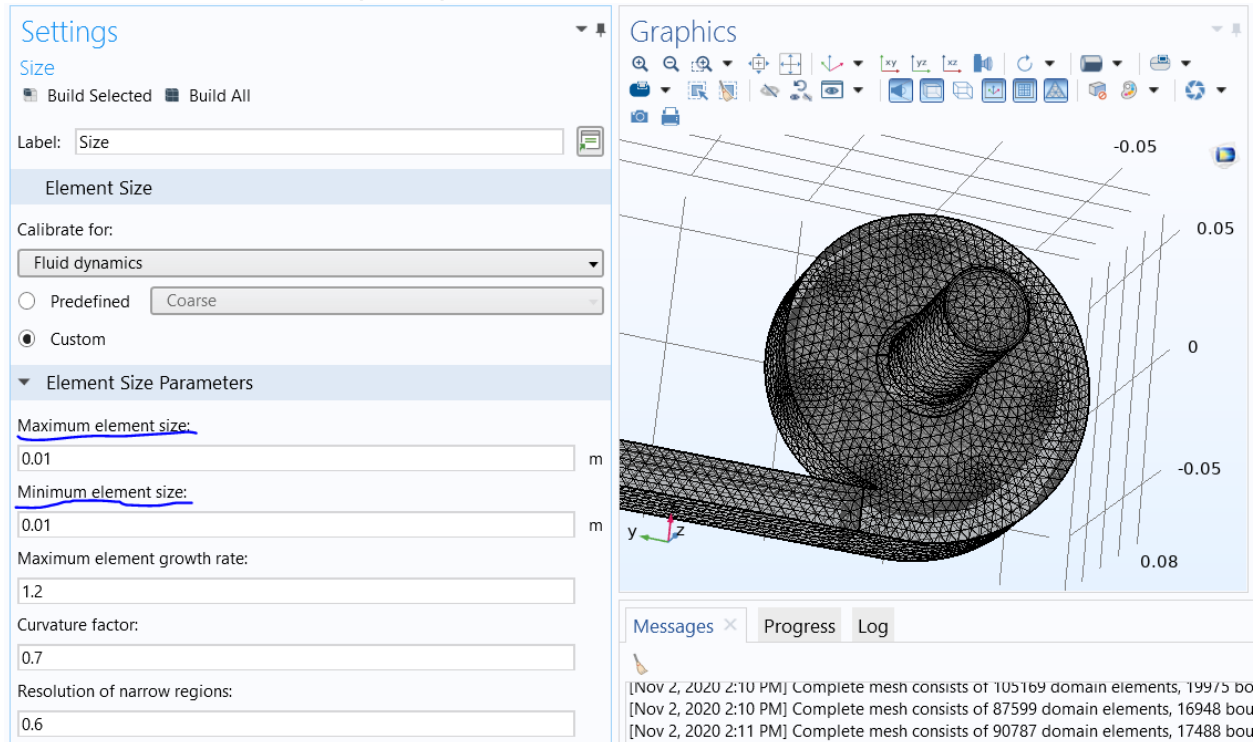 Settings
Size
Build Selected Build All
Label: Size
Element Size
Calibrate for:
Fluid dynamics
Predefined Coarse
Custom
Element Size Parameters
Maximum element size:
0.01 m
Minimum element size:
0.01 m
Maximum element growth rate:
1.2
Curvature factor:
0.7
Resolution of narrow regions:
0.6
Graphics
xy yz xz
-0.05
0.05
0
-0.05
y z
0.08
Messages Progress Log
[Nov 2, 2020 2:10 PM] Complete mesh consists of 105169 domain elements, 19975 bo
[Nov 2, 2020 2:10 PM] Complete mesh consists of 87599 domain elements, 16948 bou
[Nov 2, 2020 2:11 PM] Complete mesh consists of 90787 domain elements, 17488 bou